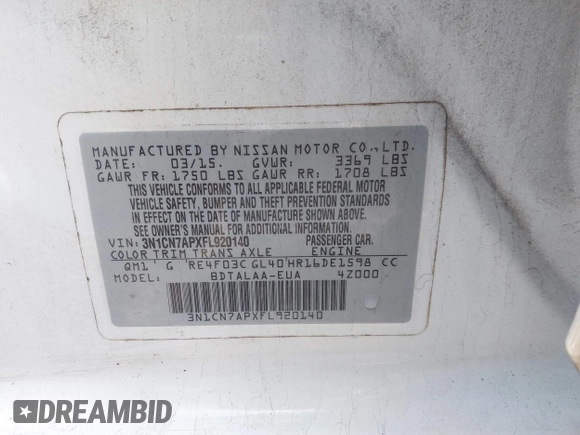 MANUFACTURED BY NISSAN MOTOR CO., LTD.
DATE: 03/15. GVWR: 3369 LBS
GAWR FR: 1750 LBS GAWR RR: 1708 LBS
THIS VEHICLE CONFORMS TO ALL APPLICABLE FEDERAL MOTOR
VEHICLE SAFETY, BUMPER AND THEFT PREVENTION STANDARDS
IN EFFECT ON THE DATE OF MANUFACTURE SHOWN ABOVE.
SEE OWNER'S MANUAL FOR ADDITIONAL INFORMATION.
VIN: 3N1CN7APXFL920140 PASSENGER CAR.
COLOR TRIM TRANS AXLE ENGINE
QM1 G RE4F03C GL40 HR16DE1598 CC
MODEL: BDTALAA-EUA 4Z000
3N1CN7APXFL920140
DREAMBID